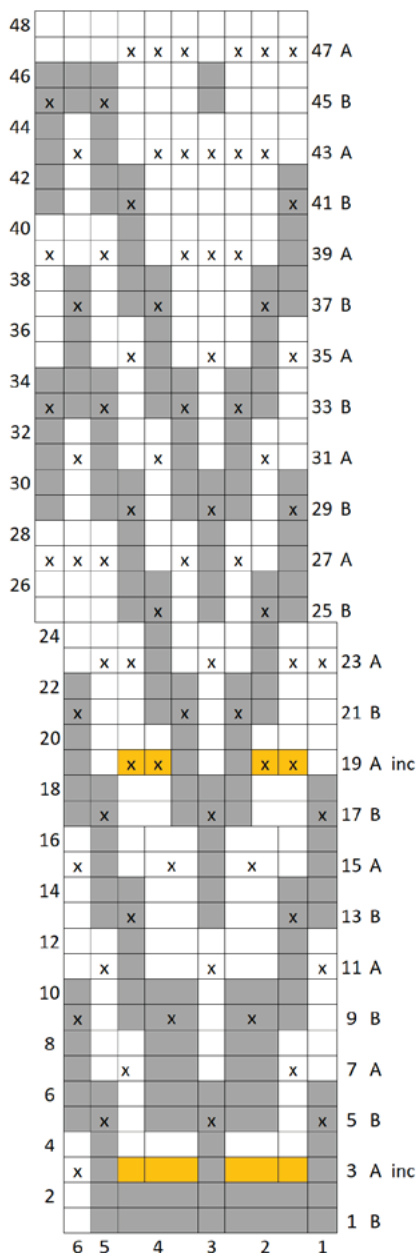 48
x x x x x x 47 A
46
x x 45 B
44
x x x x x x 43 A
42
x x 41 B
40
x x x x x 39 A
38
x x x 37 B
36
x x x 35 A
34
x x x x 33 B
32
x x x 31 A
30
x x x 29 B
28
x x x x x 27 A
26
x x 25 B
24
x x x x x 23 A
22
x x x 21 B
20
x x x x 19 A inc
18
x x x 17 B
16
x x x 15 A
14
x x 13 B
12
x x x 11 A
10
x x x 9 B
8
x x 7 A
6
x x x 5 B
4
x 3 A inc
2
1 B
6 5 4 3 2 1